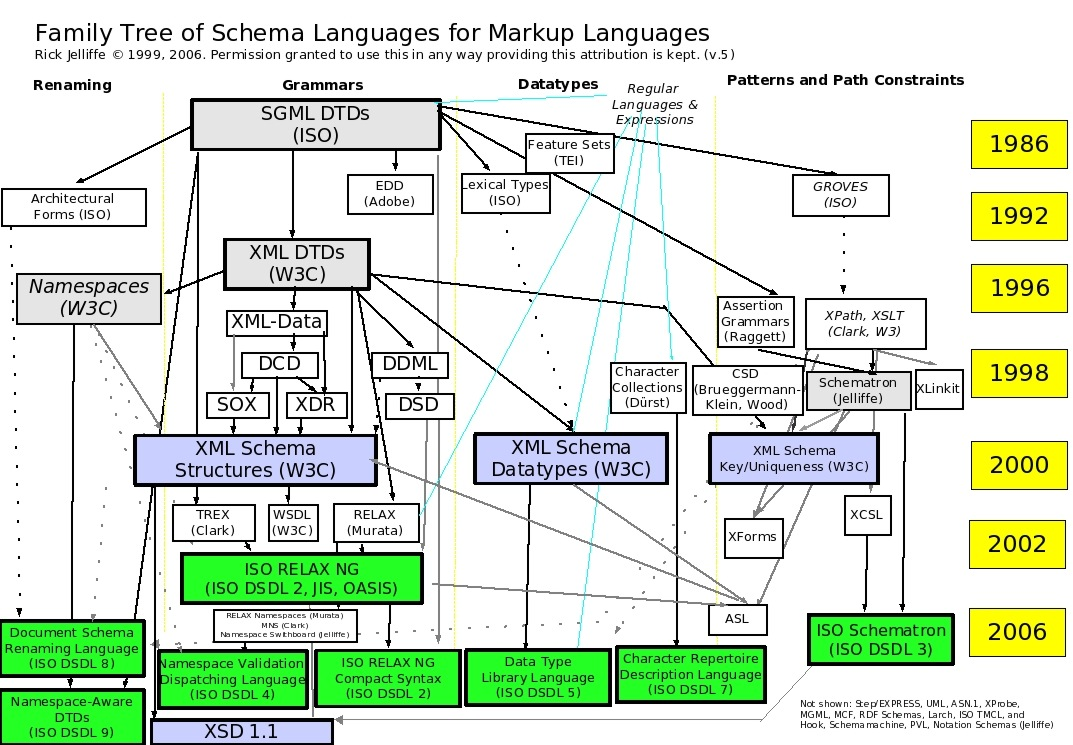 Family Tree of Schema Languages for Markup Languages
Rick Jelliffe © 1999, 2006. Permission granted to use this in any way providing this attribution is kept. (v.5)
Renaming
Grammars
Datatypes
Patterns and Path Constraints
Regular
Languages &
Expressions
SGML DTDs
(ISO)
1986
Feature Sets
(TEI)
Architectural
Forms (ISO)
EDD
(Adobe)
Lexical Types
(ISO)
GROVES
(ISO)
1992
XML DTDs
(W3C)
Namespaces
(W3C)
1996
XML-Data
Assertion
Grammars
(Raggett)
XPath, XSLT
(Clark, W3)
DCD
DDML
1998
Character
Collections
(Dürst)
CSD
(Brueggermann-
Klein, Wood)
Schematron
(Jelliffe)
XLinkit
SOX
XDR
DSD
XML Schema
Structures (W3C)
XML Schema
Datatypes (W3C)
XML Schema
Key/Uniqueness (W3C)
2000
TREX
(Clark)
WSDL
(W3C)
RELAX
(Murata)
XForms
XCSL
2002
ISO RELAX NG
(ISO DSDL 2, JIS, OASIS)
RELAX Namespaces (Murata)
MNS (Clark)
Namespace Switchboard (Jelliffe)
ASL
2006
Document Schema
Renaming Language
(ISO DSDL 8)
ISO Schematron
(ISO DSDL 3)
Namespace Validation
Dispatching Language
(ISO DSDL 4)
ISO RELAX NG
Compact Syntax
(ISO DSDL 2)
Data Type
Library Language
(ISO DSDL 5)
Character Repertoire
Description Language
(ISO DSDL 7)
Namespace-Aware
DTDs
(ISO DSDL 9)
XSD 1.1
Not shown: Step/EXPRESS, UML, ASN.1, XProbe,
MGML, MCF, RDF Schemas, Larch, ISO TMCL, and
Hook, Schemamachine, PVL, Notation Schemas (Jelliffe)